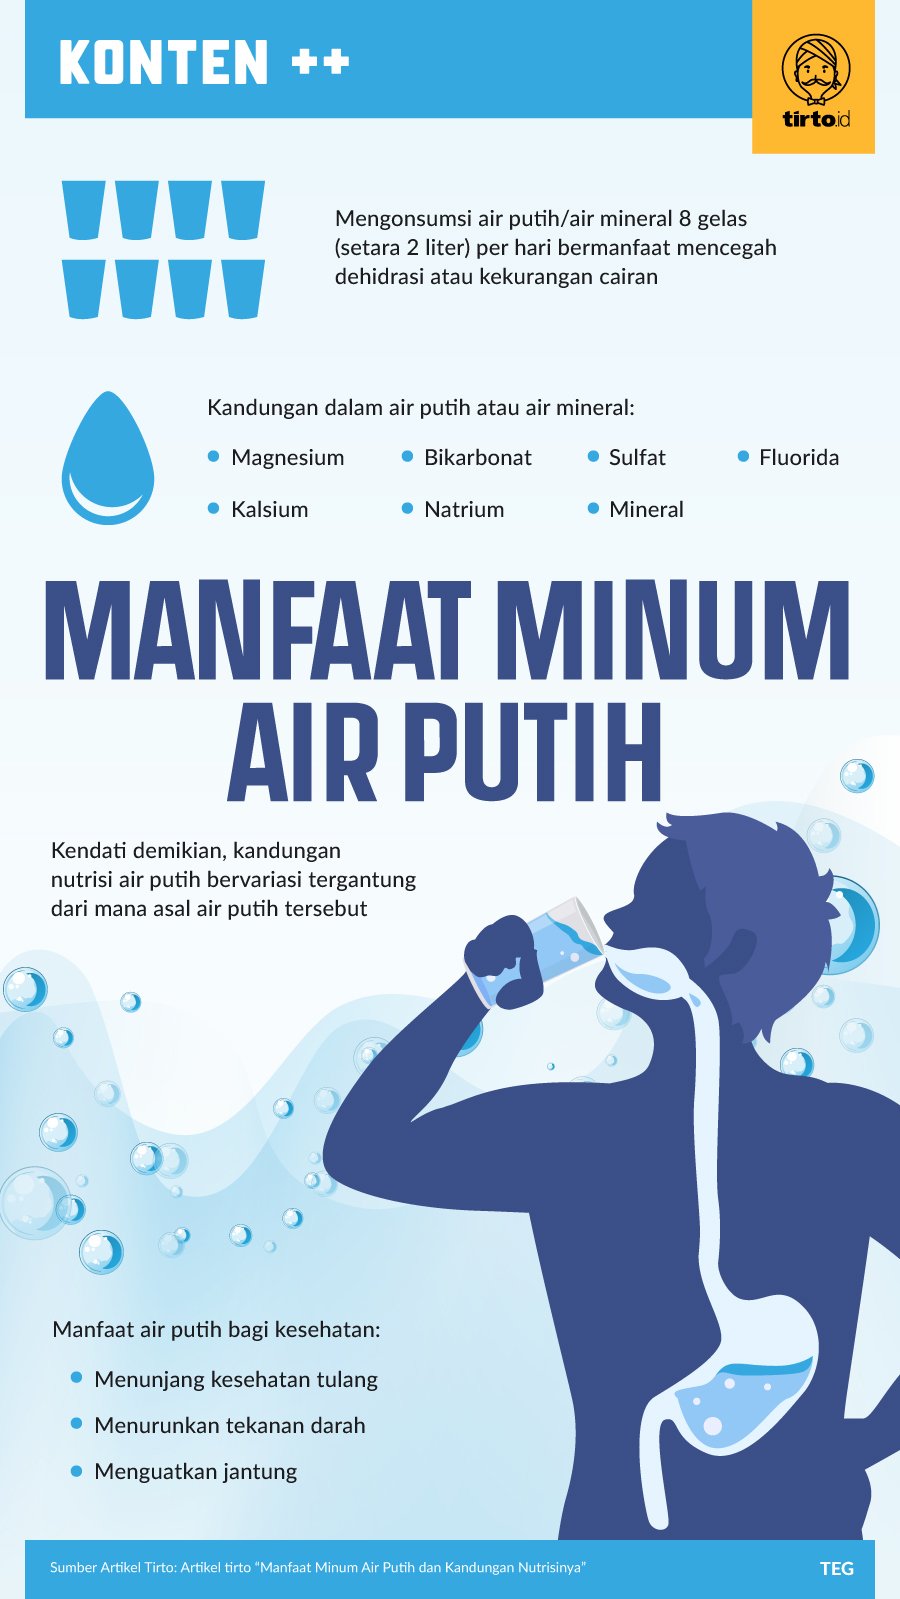 KONTEN ++
tirto.id
Mengonsumsi air putih/air mineral 8 gelas
(setara 2 liter) per hari bermanfaat mencegah
dehidrasi atau kekurangan cairan
Kandungan dalam air putih atau air mineral:
Magnesium
Bikarbonat
Sulfat
Fluorida
Kalsium
Natrium
Mineral
MANFAAT MINUM
AIR PUTIH
Kendati demikian, kandungan
nutrisi air putih bervariasi tergantung
dari mana asal air putih tersebut
Manfaat air putih bagi kesehatan:
Menunjang kesehatan tulang
Menurunkan tekanan darah
Menguatkan jantung
Sumber Artikel Tirto: Artikel tirto “Manfaat Minum Air Putih dan Kandungan Nutrisinya”
TEG